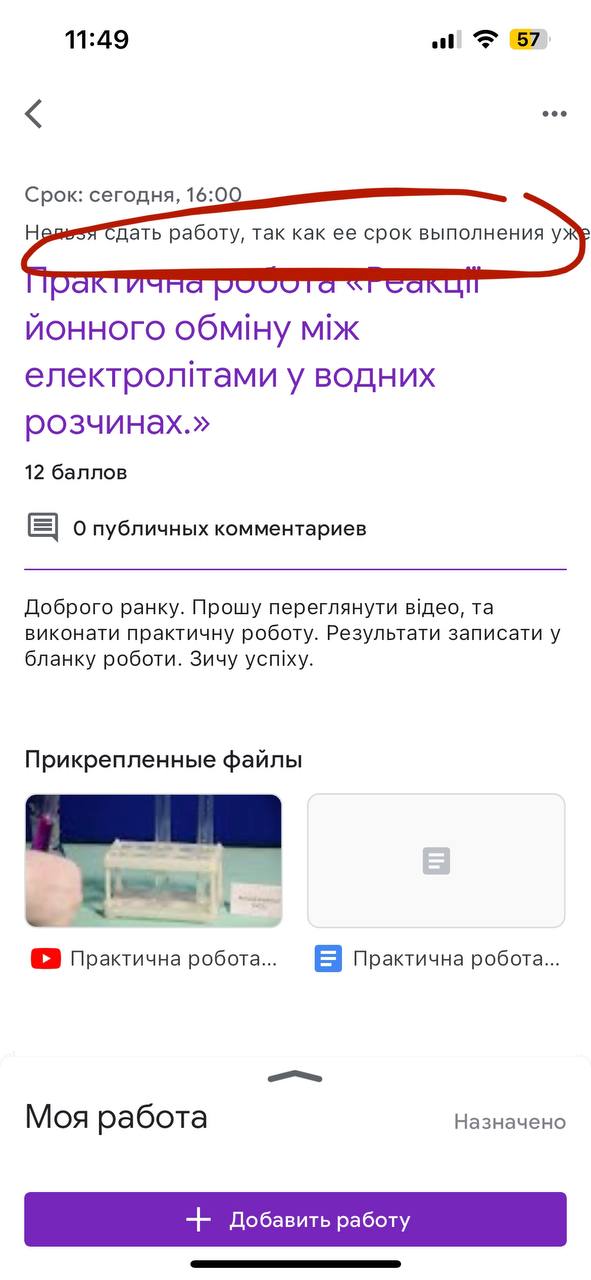 11:49
57
Срок: сегодня, 16:00
Нельзя сдать работу, так как ее срок выполнения уже
Практична робота «Реакції
йонного обміну між
електролітами у водних
розчинах.»
12 баллов
0 публичных комментариев
Доброго ранку. Прошу переглянути відео, та
виконати практичну роботу. Результати записати у
бланку роботи. Зичу успіху.
Прикрепленные файлы
Практична робота...
Практична робота...
Моя работа
Назначено
Добавить работу